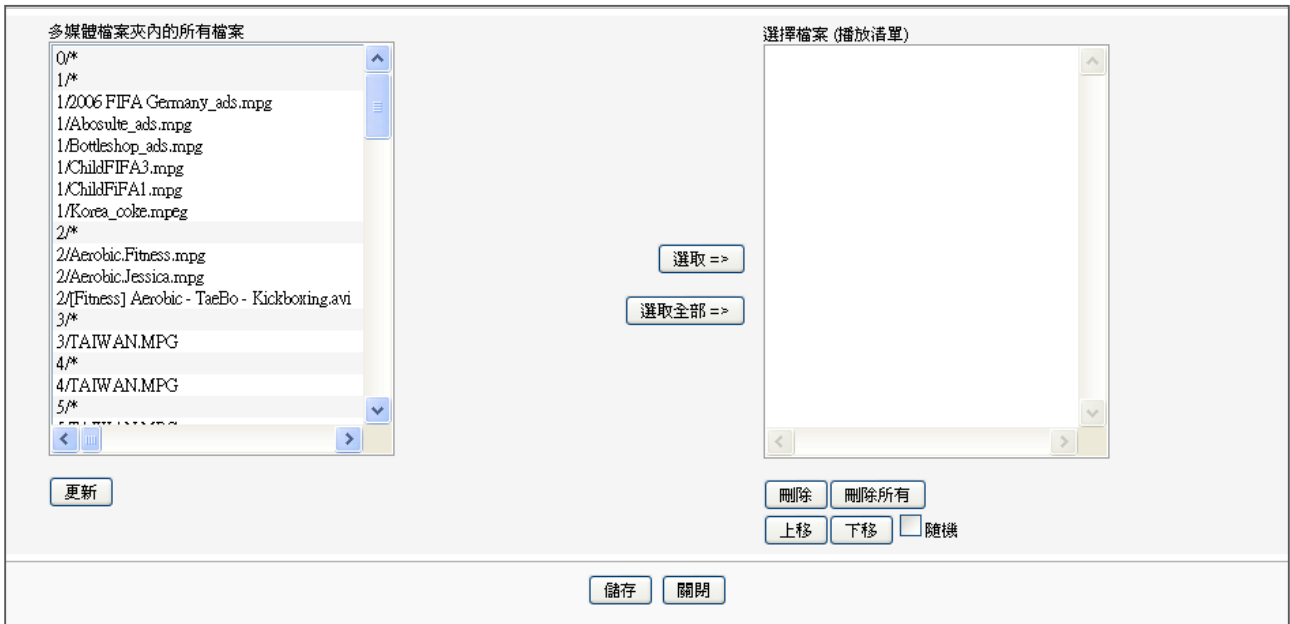 多媒體檔案夾內的所有檔案
0/*
1/*
1/2006 FIFA Germany_ads.mpg
1/Abosulte_ads.mpg
1/Bottleshop_ads.mpg
1/ChildFIFA3.mpg
1/ChildFiFA1.mpg
1/Korea_coke.mpeg
2/*
2/Aerobic.Fitness.mpg
2/Aerobic.Jessica.mpg
2/[Fitness] Aerobic - TaeBo - Kickboxing.avi
3/*
3/TAIWAN.MPG
4/*
4/TAIWAN.MPG
5/*
更新
選取 =>
選取全部 =>
選擇檔案 (播放清單)
刪除 刪除所有
上移 下移 隨機
儲存 關閉